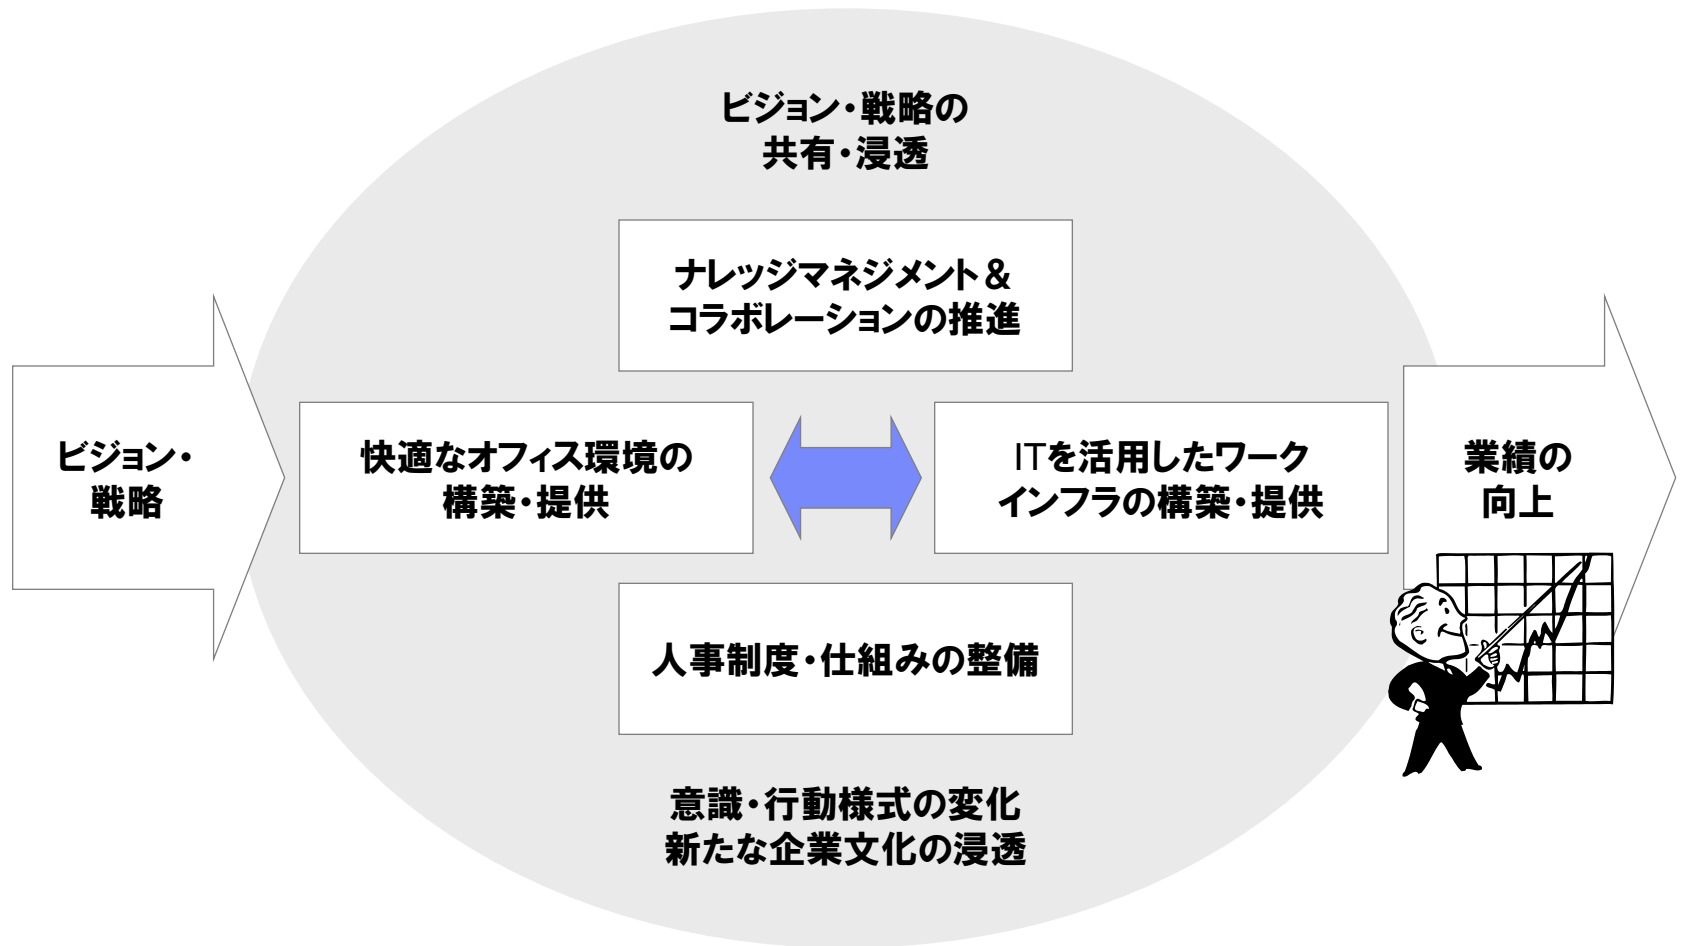 ビジョン・戦略の
共有・浸透
ナレッジマネジメント＆
コラボレーションの推進
ビジョン・
戦略
快適なオフィス環境の
構築・提供
ITを活用したワーク
インフラの構築・提供
業績の
向上
人事制度・仕組みの整備
意識・行動様式の変化
新たな企業文化の浸透